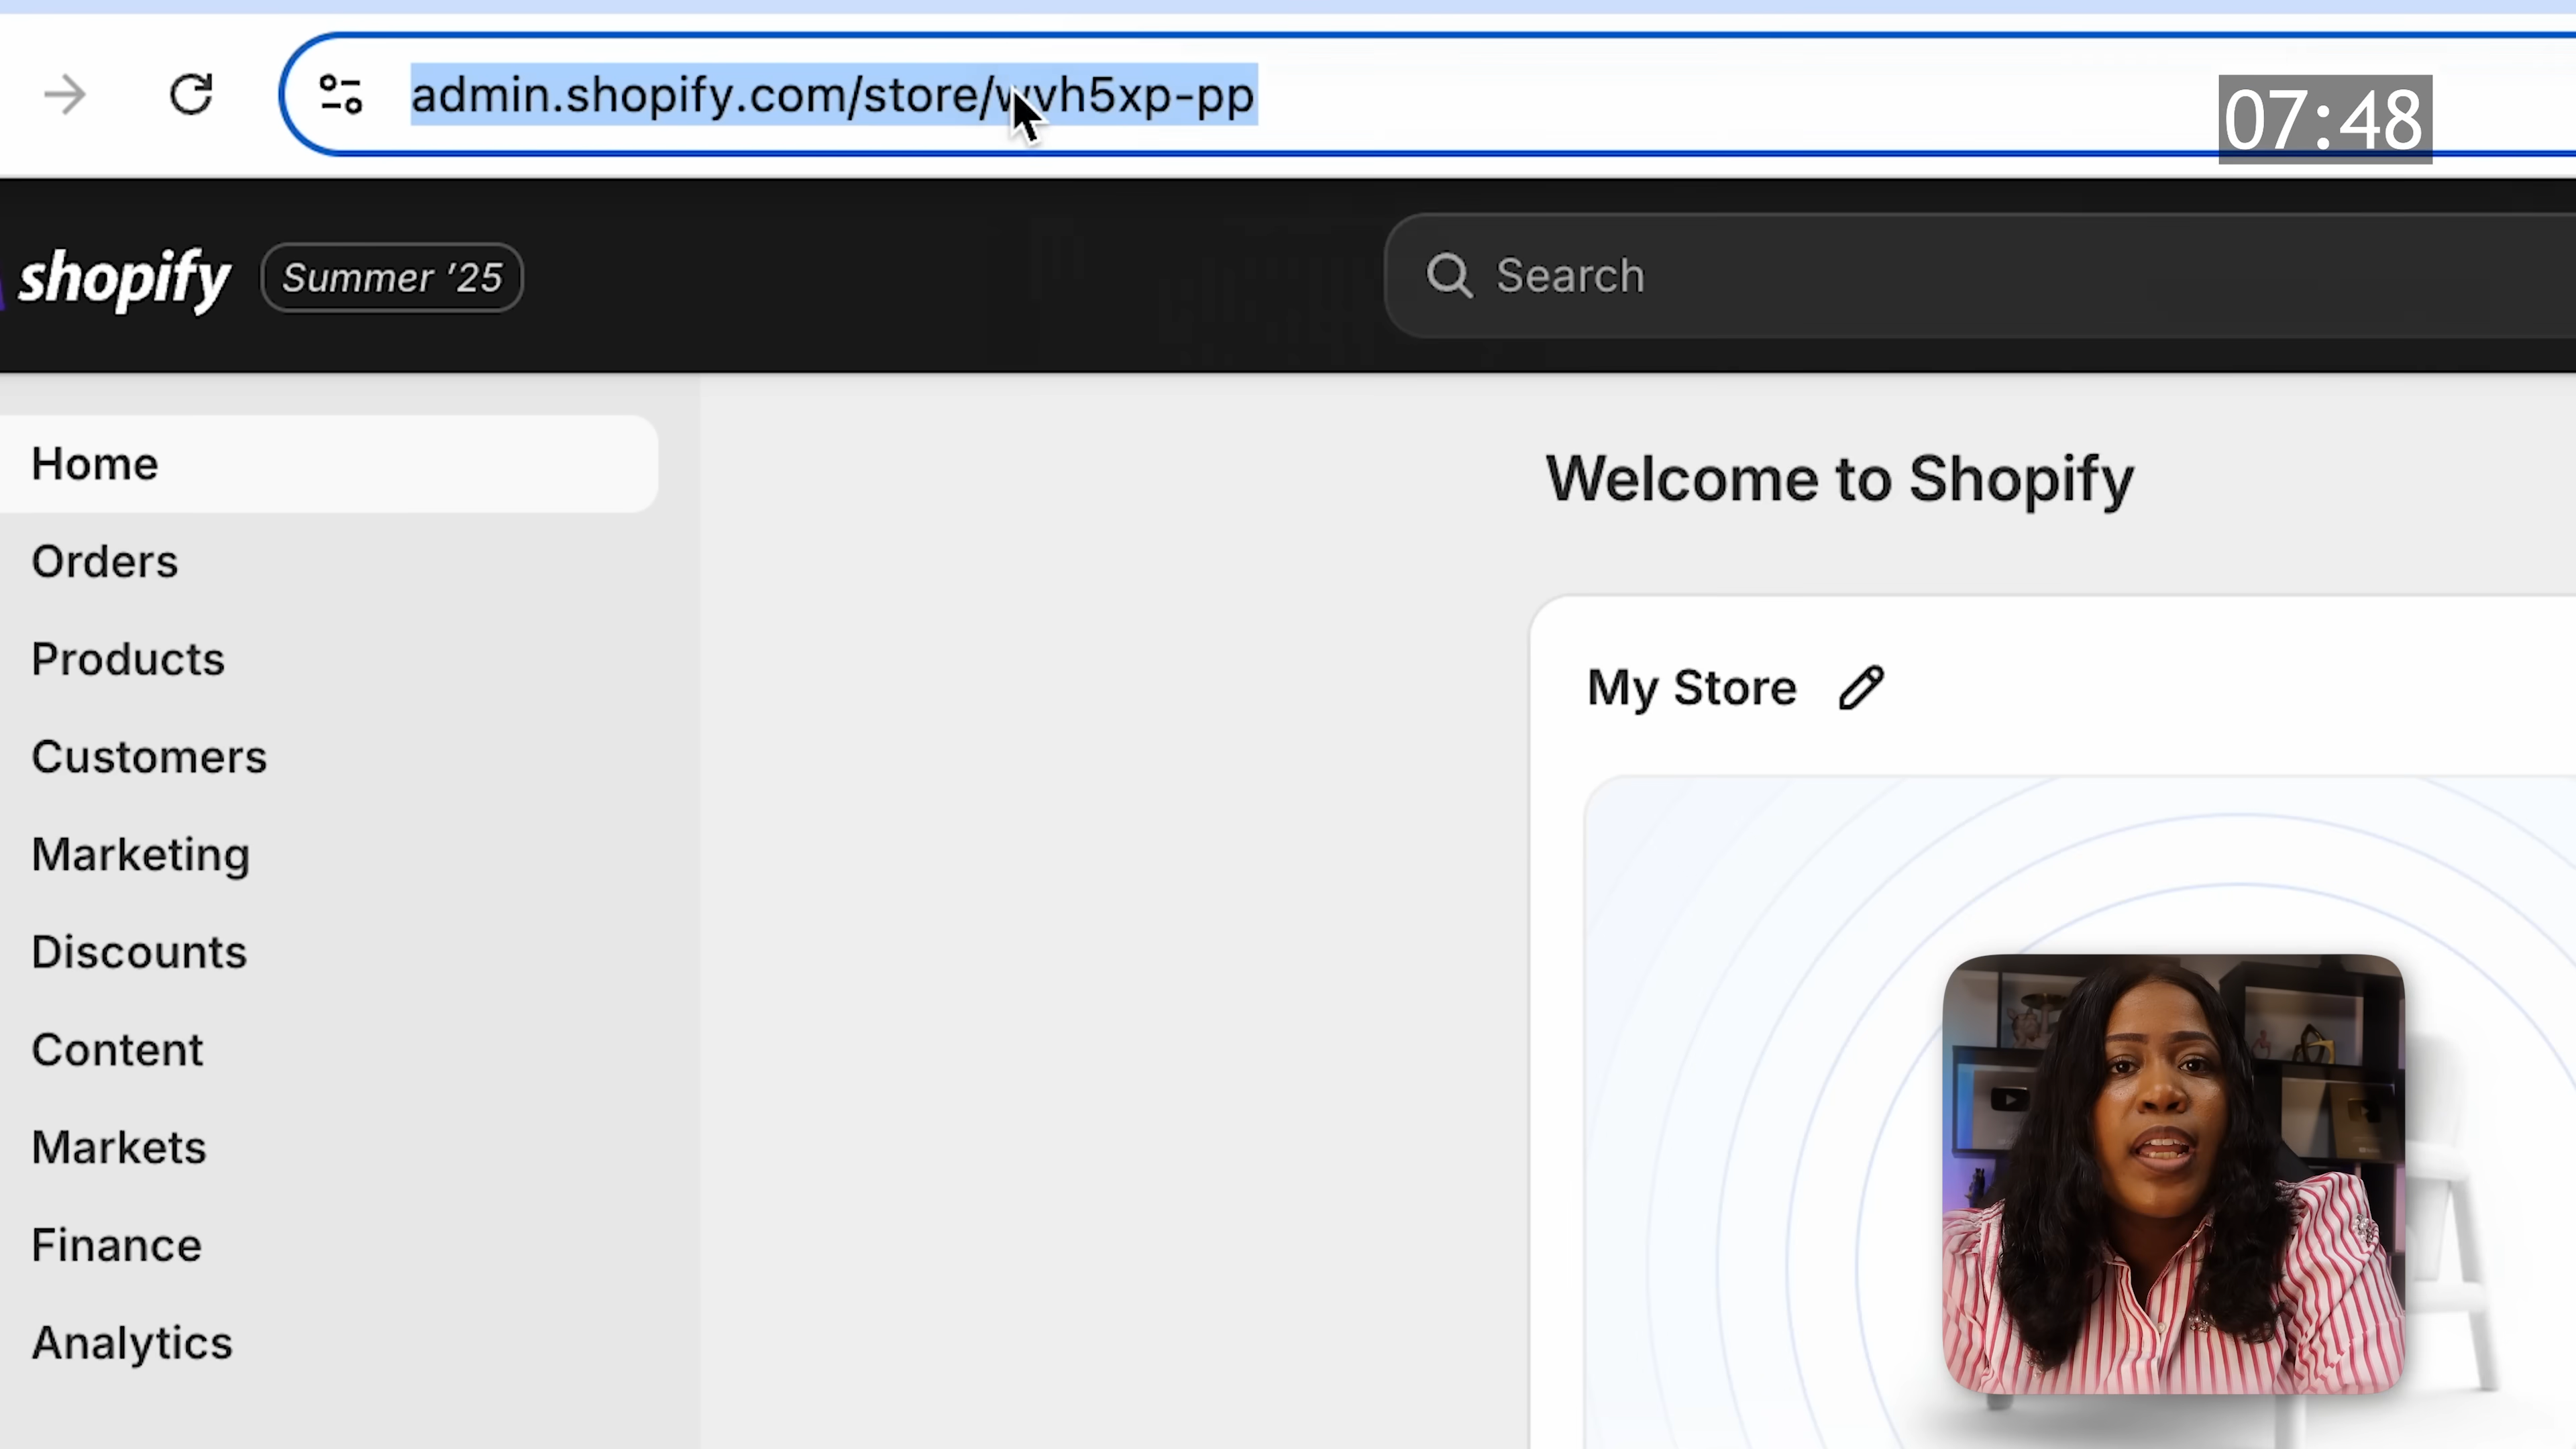 admin.shopify.com/store/wvh5xp-pp
07:48
shopify
Summer '25
Search
Home
Orders
Products
Customers
Marketing
Discounts
Content
Markets
Finance
Analytics
Welcome to Shopify
My Store